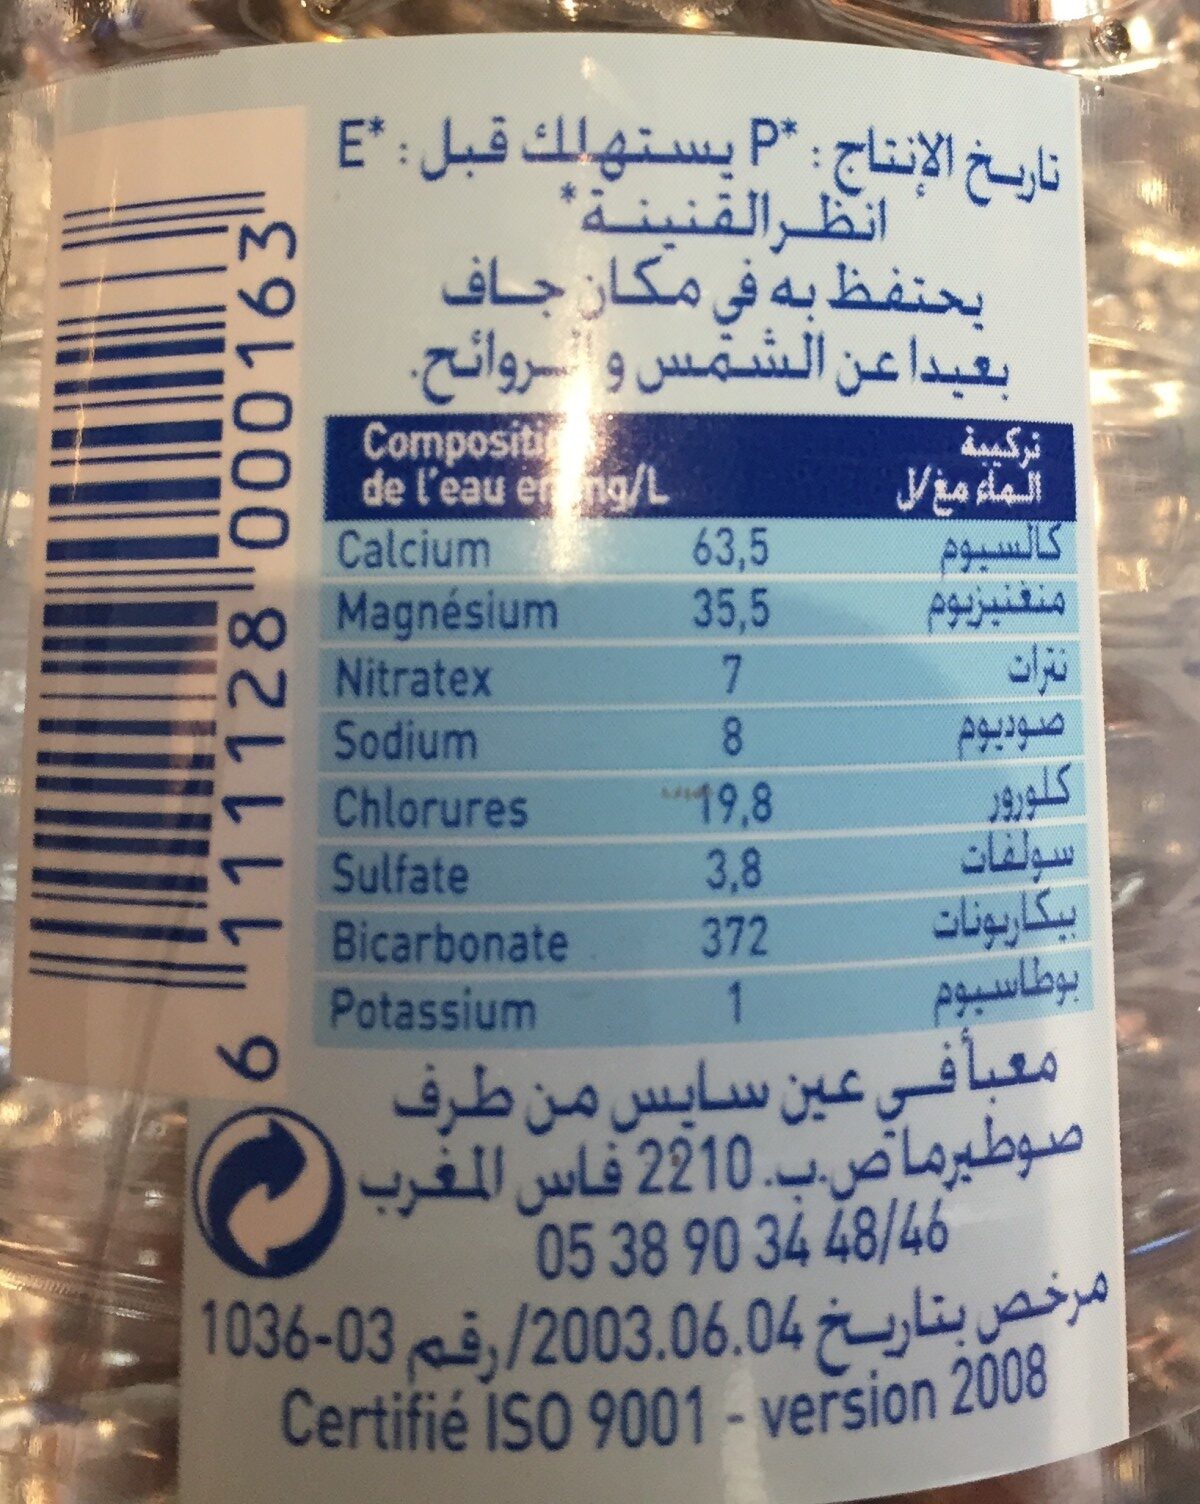 تاريخ الإنتاج : *P يستهلك قبل : *E
انظر القنينة*
يحتفظ به في مكان جاف
بعيدا عن الشمس و الروائح.
Composition تركيبة
de l'eau en mg/L الماء مغ/ل
Calcium 63,5 كالسيوم
Magnésium 35,5 منغنيزيوم
Nitratex 7 نترات
Sodium 8 صوديوم
Chlorures 19,8 كلورور
Sulfate 3,8 سولفات
Bicarbonate 372 بيكاربونات
Potassium 1 بوطاسيوم
معبأ في عين سايس من طرف
صوطيرما ص.ب. 2210 فاس المغرب
05 38 90 34 48/46
مرخص بتاريخ 2003.06.04/رقم 03-1036
Certifié ISO 9001 - version 2008
6 111128 000163